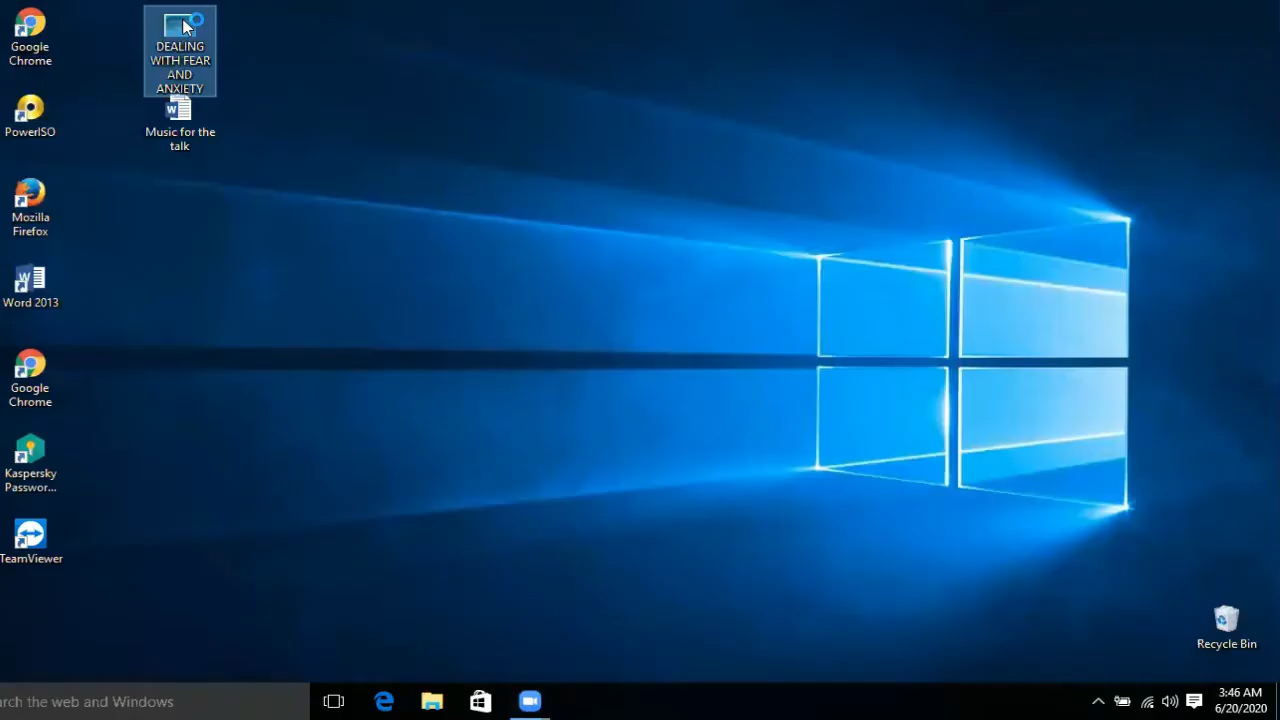 Google
Chrome
DEALING
WITH FEAR
AND
ANXIETY
PowerISO
Music for the
talk
Mozilla
Firefox
Word 2013
Google
Chrome
Kaspersky
Passwor...
TeamViewer
Recycle Bin
rch the web and Windows
3:46 AM
6/20/2020